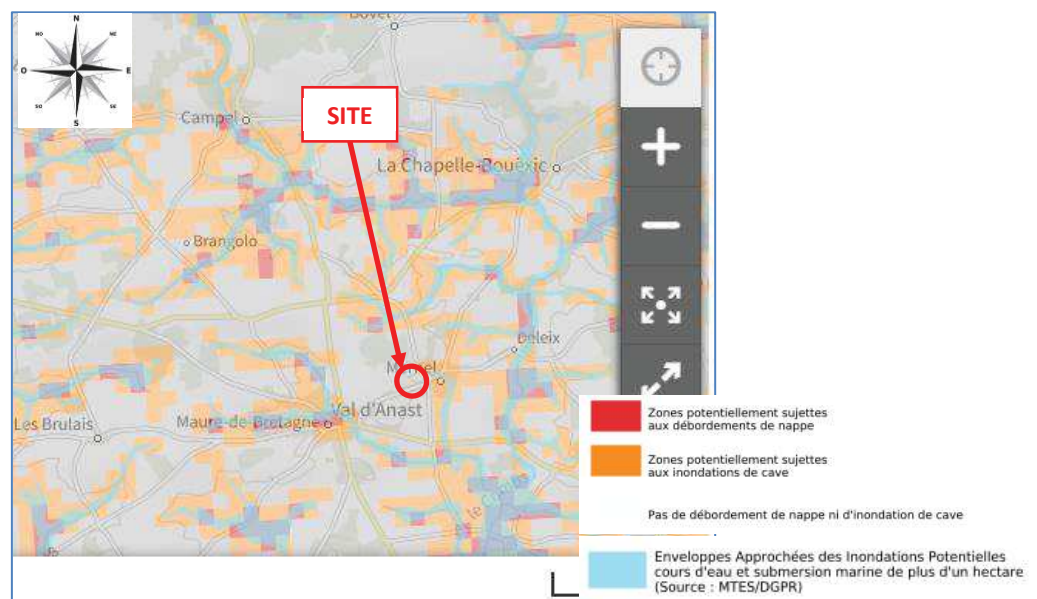 Bovel
N
NO
NE
O
E
SO
SE
S
SITE
Campel
La Chapelle-Bouëxic
Brangolo
Deleix
Val d'Anast
Maure-de-Bretagne
Les Brulais
Zones potentiellement sujettes
aux débordements de nappe
Zones potentiellement sujettes
aux inondations de cave
Pas de débordement de nappe ni d'inondation de cave
Enveloppes Approchées des Inondations Potentielles
cours d'eau et submersion marine de plus d'un hectare
(Source : MTES/DGPR)